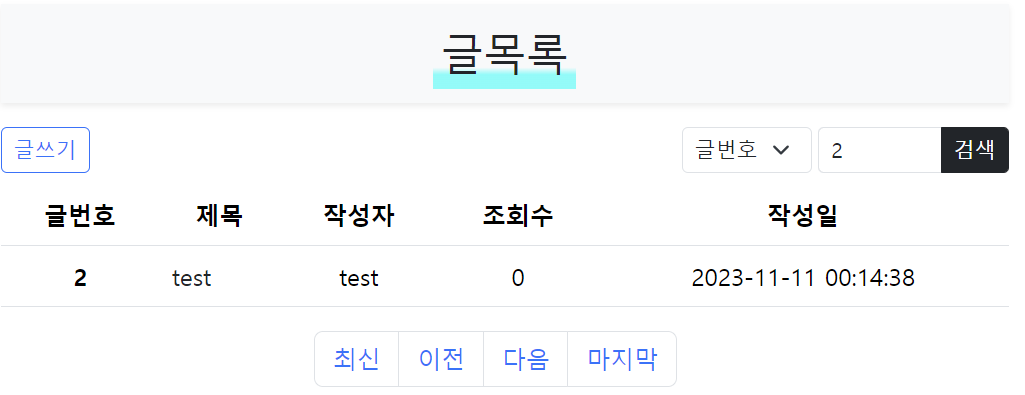 글목록
글쓰기 글번호 2 검색
글번호 제목 작성자 조회수 작성일
2 test test 0 2023-11-11 00:14:38
최신 이전 다음 마지막